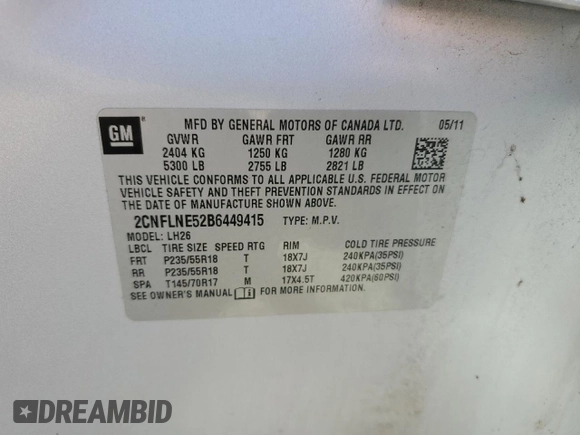 GM
MFD BY GENERAL MOTORS OF CANADA LTD. 05/11
GVWR GAWR FRT GAWR RR
2404 KG 1250 KG 1280 KG
5300 LB 2755 LB 2821 LB
THIS VEHICLE CONFORMS TO ALL APPLICABLE U.S. FEDERAL MOTOR
VEHICLE SAFETY AND THEFT PREVENTION STANDARDS IN EFFECT ON
THE DATE OF MANUFACTURE SHOWN ABOVE.
2CNFLNE52B6449415 TYPE: M.P.V.
MODEL: LH26
LBCL TIRE SIZE SPEED RTG RIM COLD TIRE PRESSURE
FRT P235/55R18 T 18X7J 240KPA(35PSI)
RR P235/55R18 T 18X7J 240KPA(35PSI)
SPA T145/70R17 M 17X4.5T 420KPA(60PSI)
SEE OWNER'S MANUAL FOR MORE INFORMATION.
DREAMBID